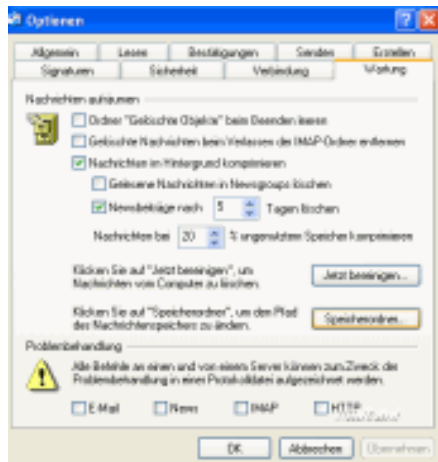 Optionen
Allgemein Lesen Bestätigungen Senden Erstellen
Signaturen Sicherheit Verbindung Wartung
Nachrichten aufräumen
Ordner "Gelöschte Objekte" beim Beenden leeren
Gelöschte Nachrichten beim Verlassen der IMAP-Ordner entfernen
Nachrichten im Hintergrund komprimieren
Gelesene Nachrichten in Newsgroups löschen
Newsbeiträge nach 5 Tagen löschen
Nachrichten bei 20 % ungenutztem Speicher komprimieren
Klicken Sie auf "Jetzt bereinigen", um
Nachrichten vom Computer zu löschen.
Jetzt bereinigen...
Klicken Sie auf "Speicherordner", um den Pfad
des Nachrichtenspeichers zu ändern.
Speicherordner...
Problembehandlung
Alle Befehle an einen und von einem Server können zum Zweck der
Problembehandlung in einer Protokolldatei aufgezeichnet werden.
E-Mail News IMAP HTTP
OK Abbrechen Übernehmen